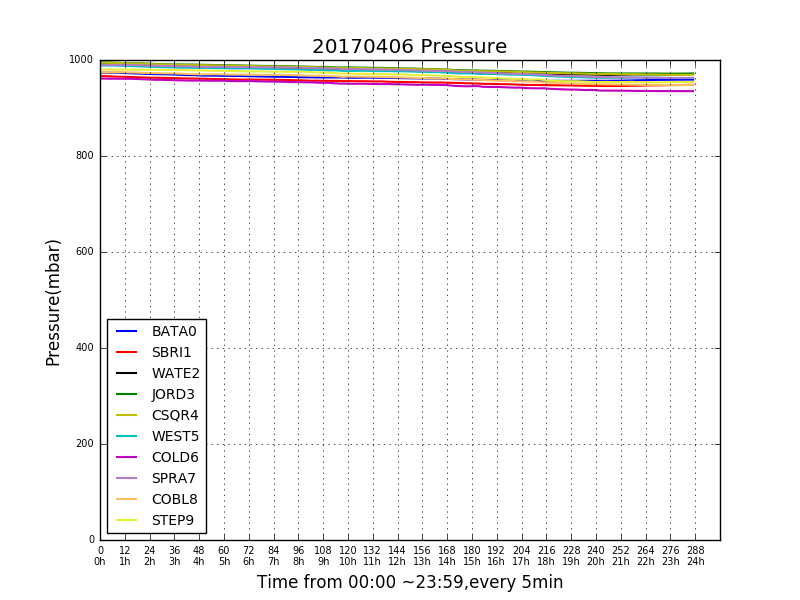 20170406 Pressure
1000
800
600
400
200
0
Pressure(mbar)
BATA0
SBRI1
WATE2
JORD3
CSQR4
WEST5
COLD6
SPRA7
COBL8
STEP9
0 12 24 36 48 60 72 84 96 108 120 132 144 156 168 180 192 204 216 228 240 252 264 276 288
0h 1h 2h 3h 4h 5h 6h 7h 8h 9h 10h 11h 12h 13h 14h 15h 16h 17h 18h 19h 20h 21h 22h 23h 24h
Time from 00:00 ~23:59,every 5min